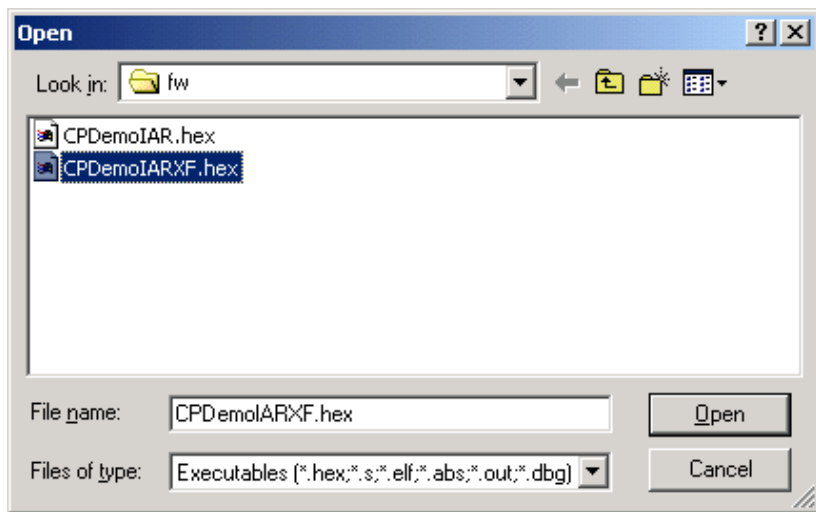 Open
Look in: fw
CPDemoIAR.hex
CPDemoIARXF.hex
File name: CPDemoIARXF.hex Open
Files of type: Executables (*.hex;*.s;*.elf;*.abs;*.out;*.dbg) Cancel